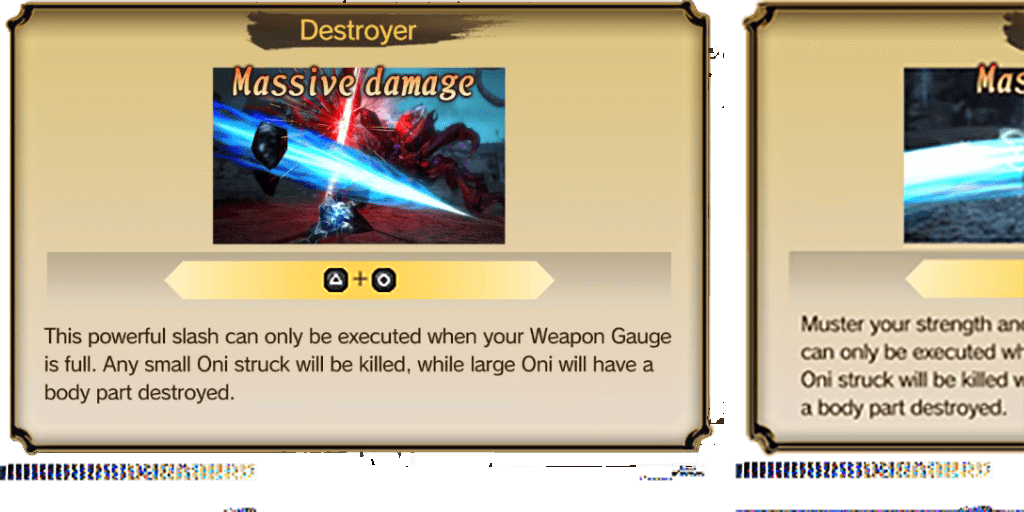 Destroyer
Massive damage
+
This powerful slash can only be executed when your Weapon Gauge
is full. Any small Oni struck will be killed, while large Oni will have a
body part destroyed.
Muster your strength
can only be executed
Oni struck will be killed
a body part destroyed.